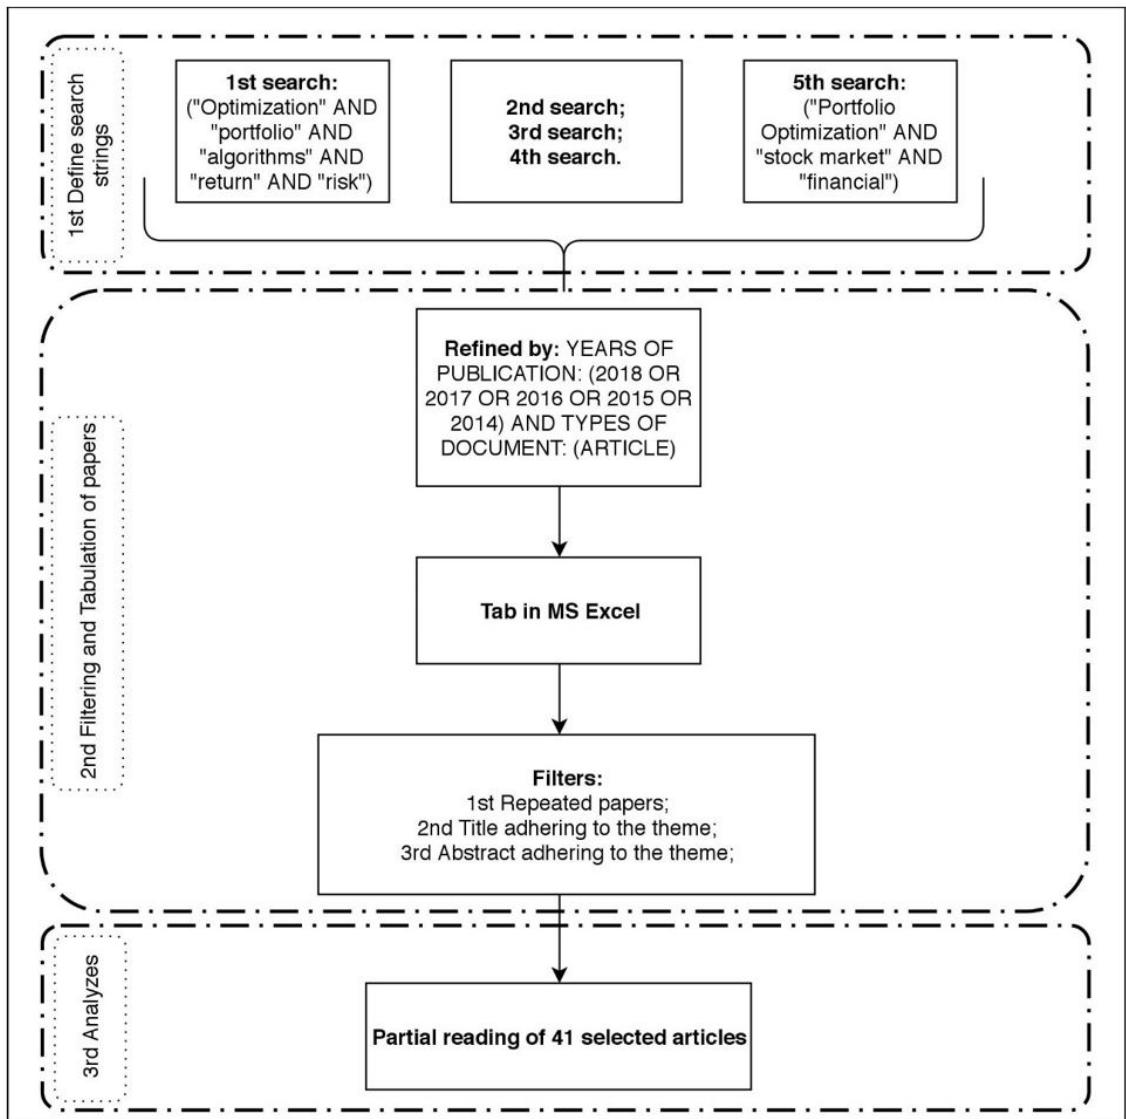 1st Define search
strings
1st search:
("Optimization" AND
"portfolio" AND
"algorithms" AND
"return" AND "risk")
2nd search;
3rd search;
4th search.
5th search:
("Portfolio
Optimization" AND
"stock market" AND
"financial")
2nd Filtering and Tabulation of papers
Refined by: YEARS OF
PUBLICATION: (2018 OR
2017 OR 2016 OR 2015 OR
2014) AND TYPES OF
DOCUMENT: (ARTICLE)
Tab in MS Excel
Filters:
1st Repeated papers;
2nd Title adhering to the theme;
3rd Abstract adhering to the theme;
3rd Analyzes
Partial reading of 41 selected articles